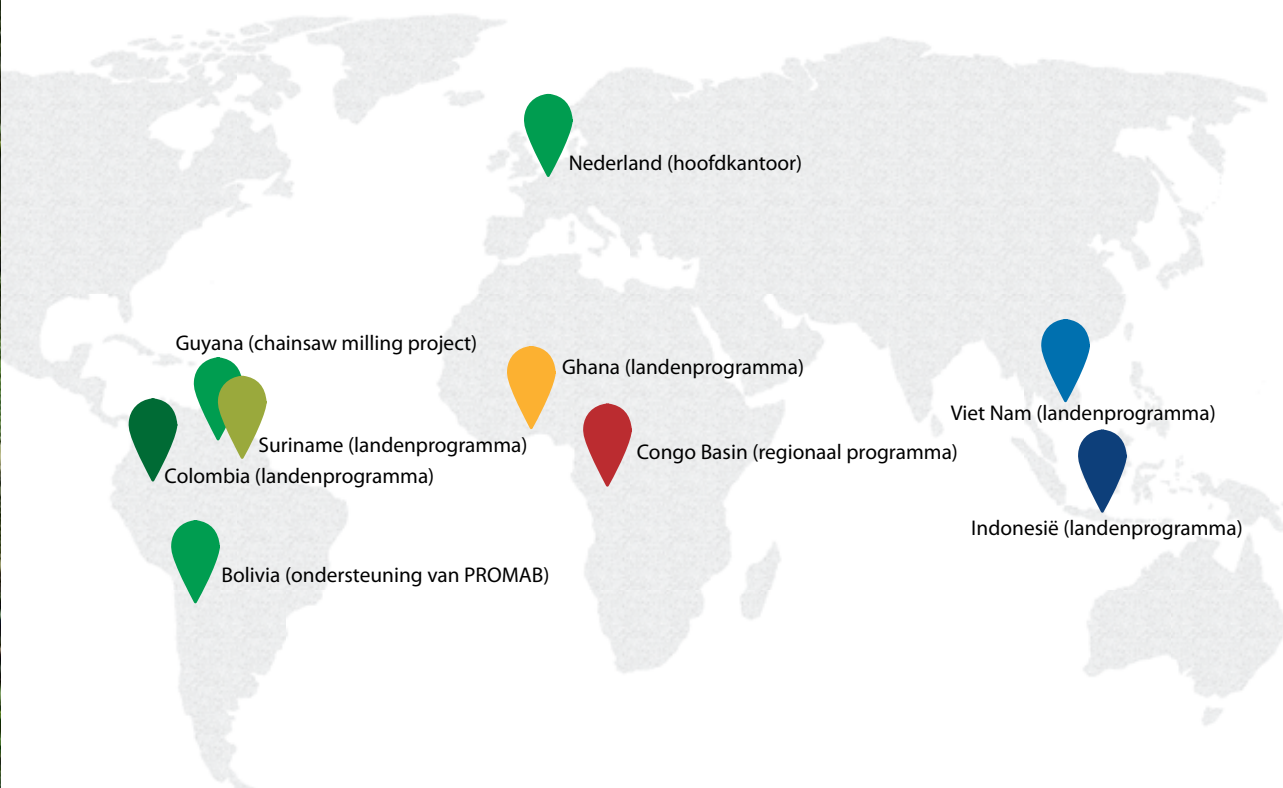 Nederland (hoofdkantoor)
Guyana (chainsaw milling project)
Ghana (landenprogramma)
Viet Nam (landenprogramma)
Suriname (landenprogramma)
Congo Basin (regionaal programma)
Colombia (landenprogramma)
Indonesië (landenprogramma)
Bolivia (ondersteuning van PROMAB)